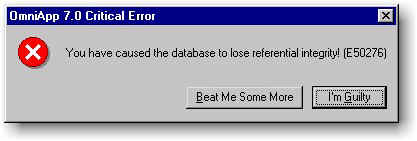 OmniApp 7.0 Critical Error
You have caused the database to lose referential integrity! (E50276)
Beat Me Some More
I'm Guilty